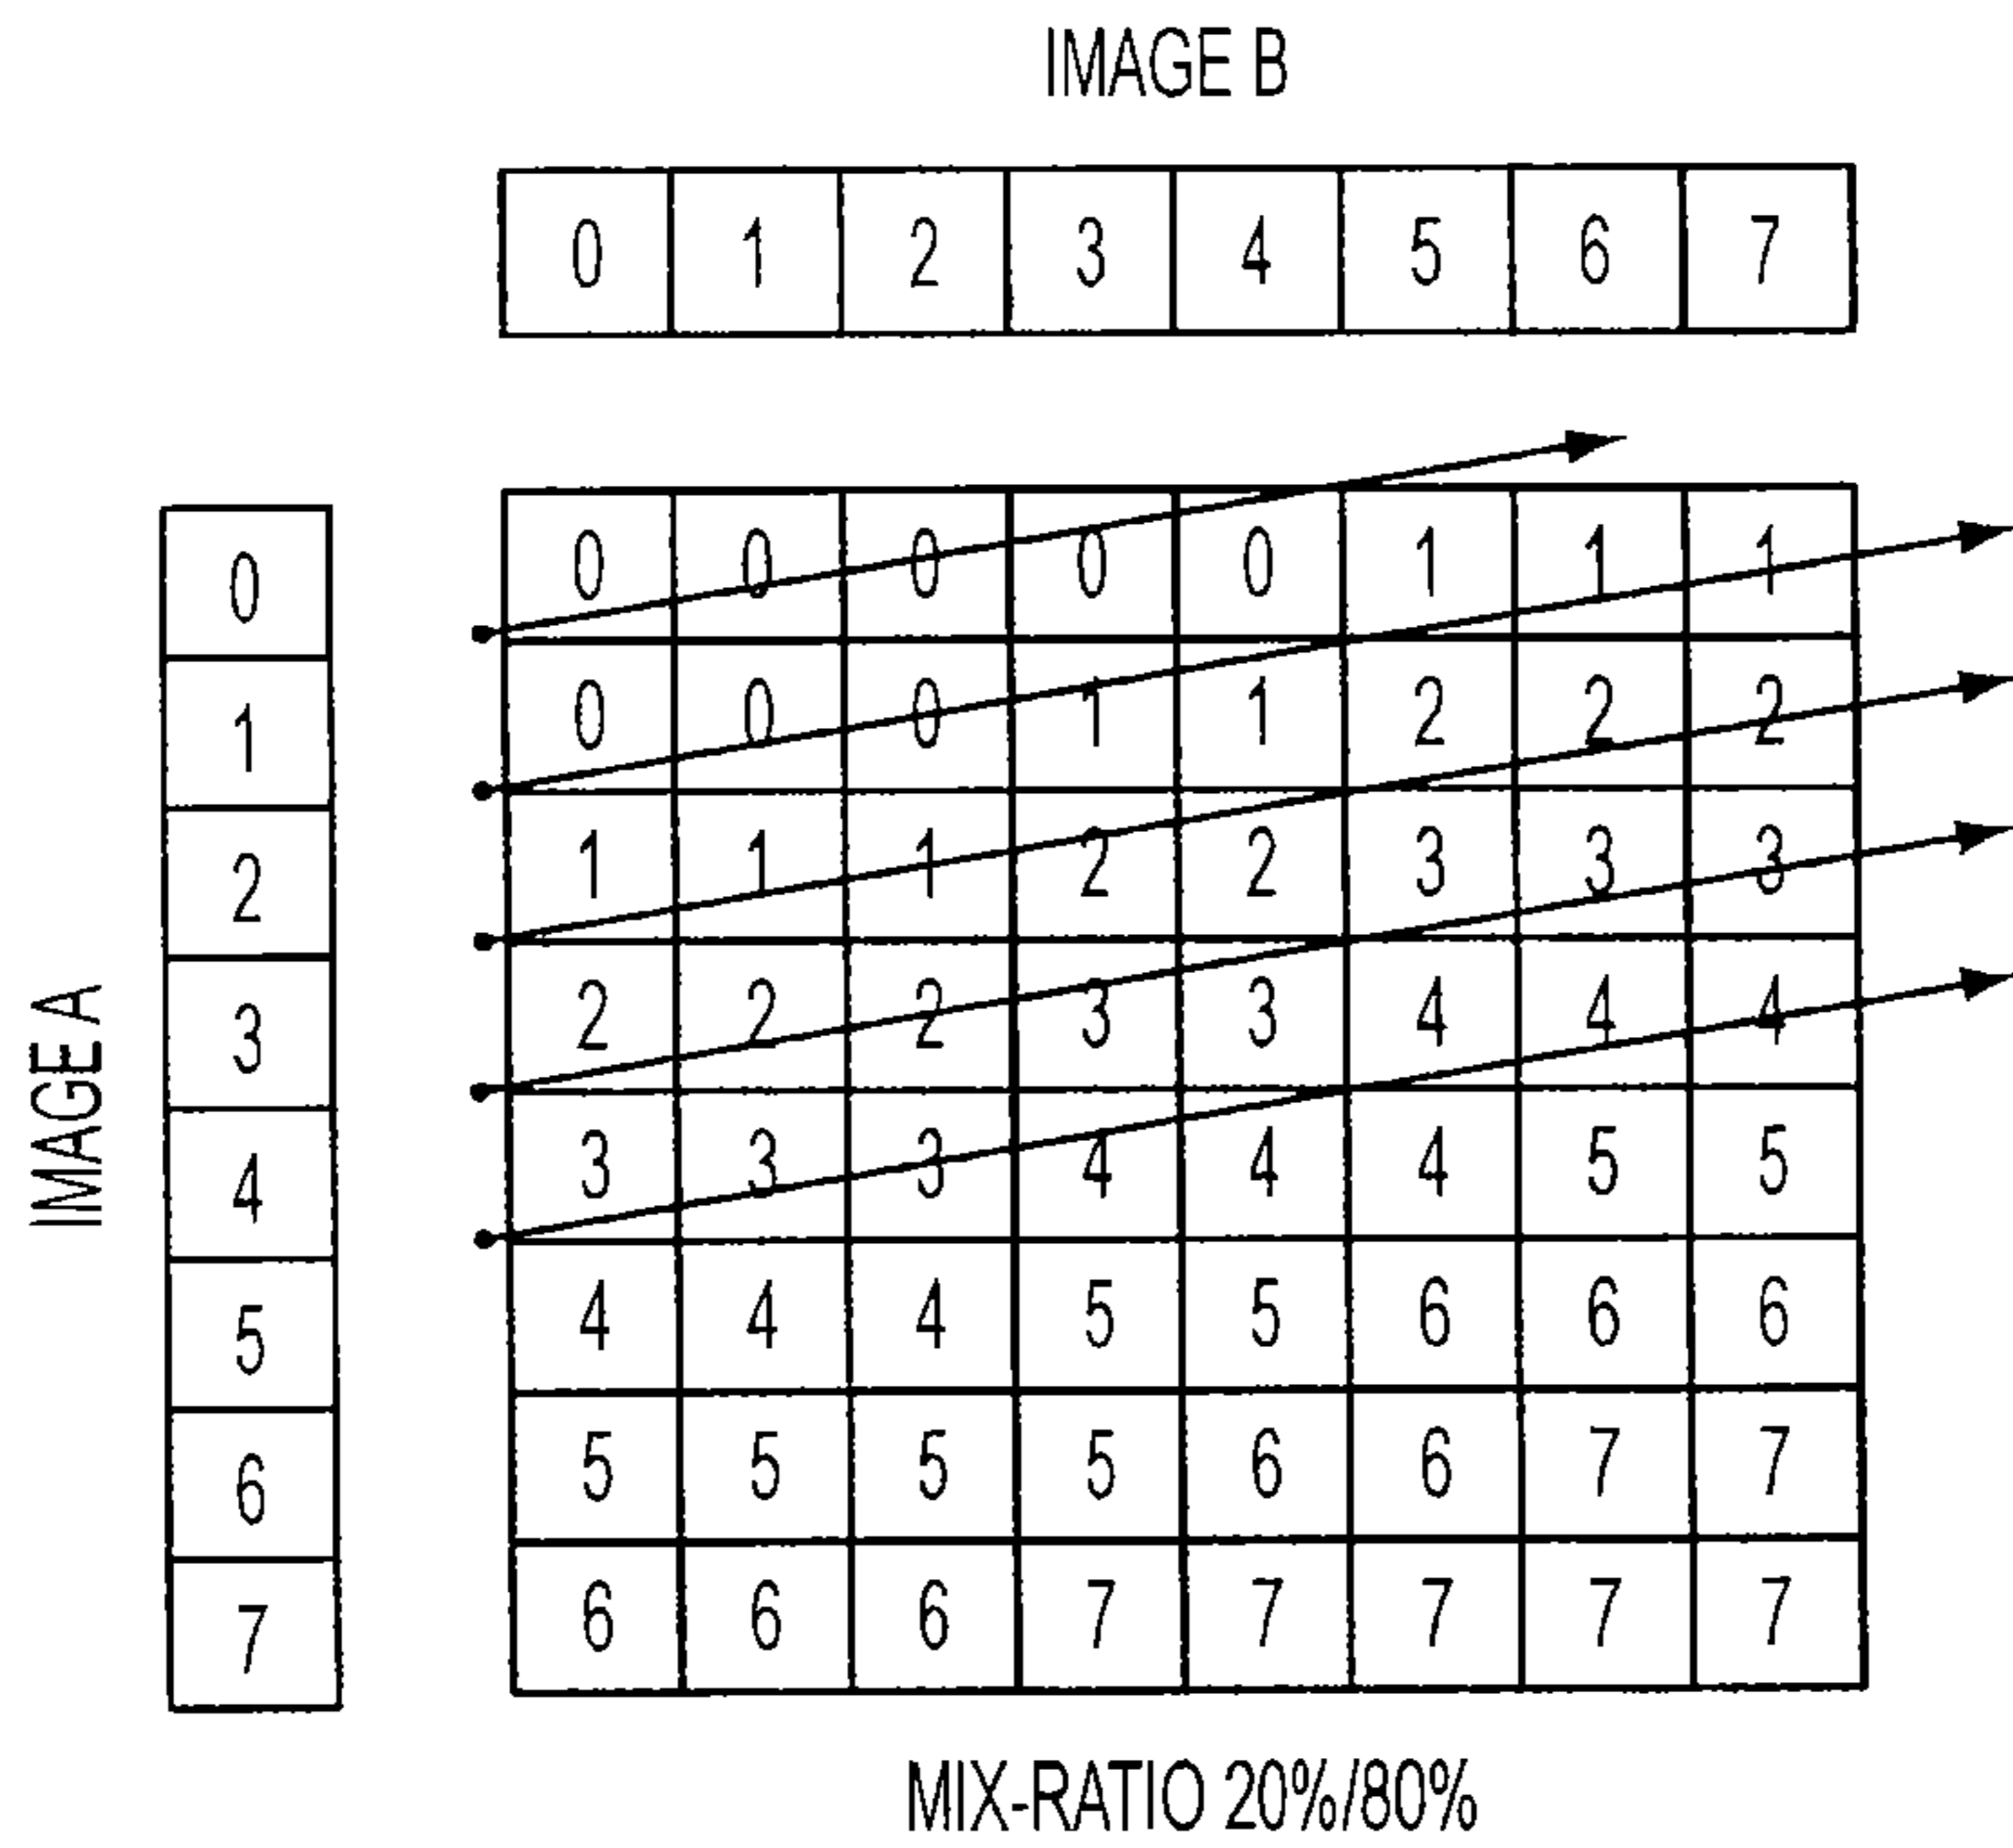 IMAGE B
0 1 2 3 4 5 6 7
IMAGE A
0
1
2
3
4
5
6
7
0 0 0 0 0 1 1 1
0 0 0 1 1 2 2 2
1 1 1 2 2 3 3 3
2 2 2 3 3 4 4 4
3 3 3 4 4 4 5 5
4 4 4 5 5 6 6 6
5 5 5 5 6 6 7 7
6 6 6 7 7 7 7 7
MIX-RATIO 20%/80%